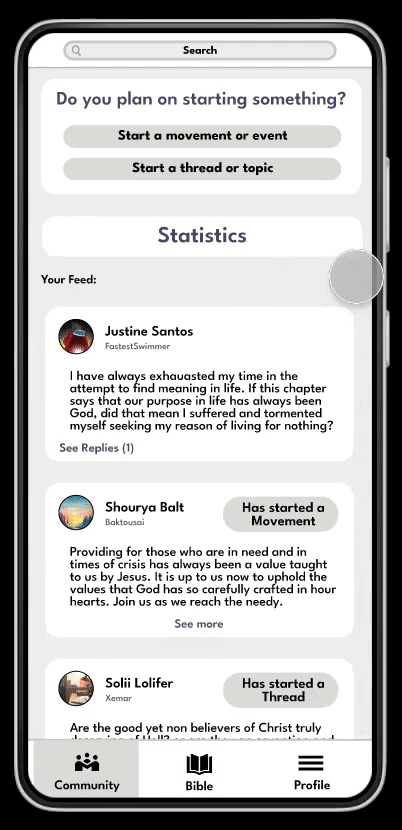 Search
Do you plan on starting something?
Start a movement or event
Start a thread or topic
Statistics
Your Feed:
Justine Santos
FastestSwimmer
I have always exhauasted my time in the
attempt to find meaning in life. If this chapter
says that our purpose in life has always been
God, did that mean I suffered and tormented
myself seeking my reason of living for nothing?
See Replies (1)
Shourya Balt
Baktousai
Has started a
Movement
Providing for those who are in need and in
times of crisis has always been a value taught
to us by Jesus. It is up to us now to uphold the
values that God has so carefully crafted in hour
hearts. Join us as we reach the needy.
See more
Solii Lolifer
Xemar
Has started a
Thread
Are the good yet non believers of Christ truly
Community
Bible
Profile